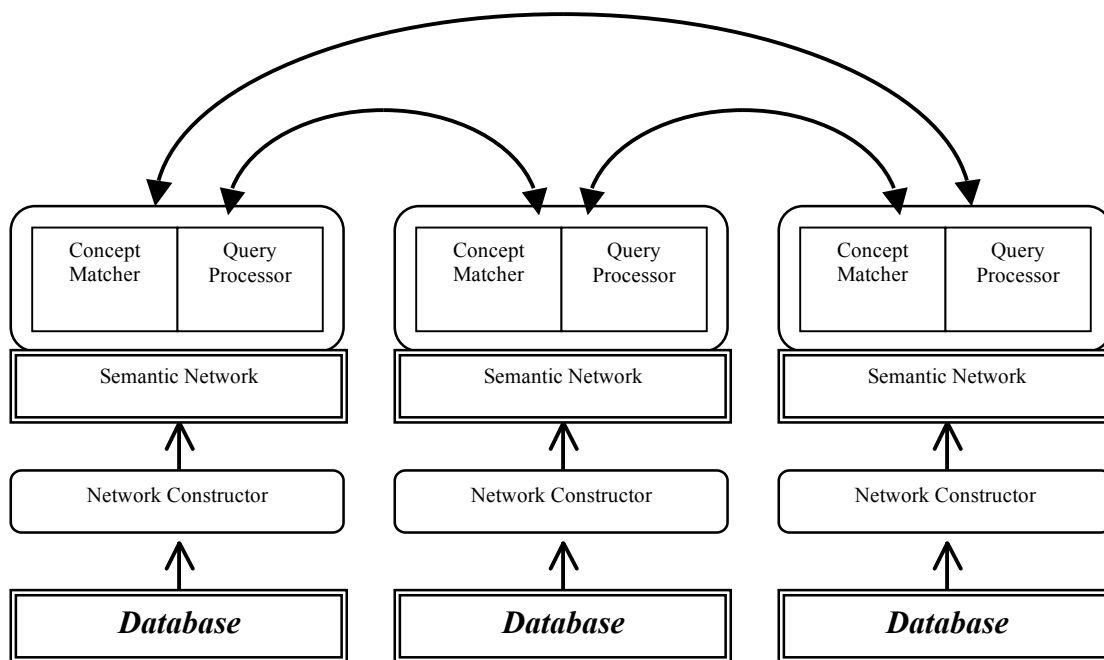 Concept
Matcher
Query
Processor
Concept
Matcher
Query
Processor
Concept
Matcher
Query
Processor
Semantic Network
Semantic Network
Semantic Network
Network Constructor
Network Constructor
Network Constructor
Database
Database
Database